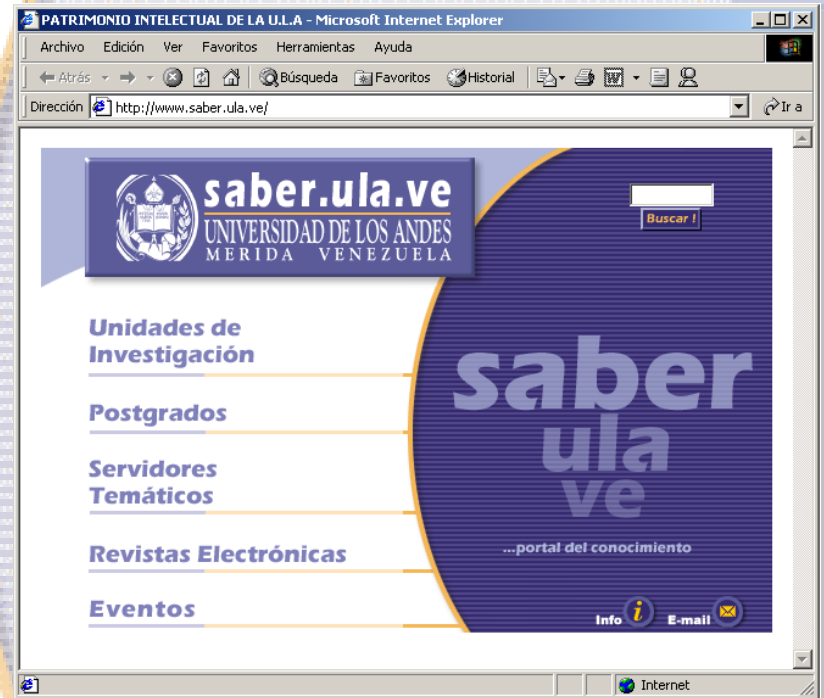 PATRIMONIO INTELECTUAL DE LA U.L.A - Microsoft Internet Explorer
Archivo Edición Ver Favoritos Herramientas Ayuda
Atrás Búsqueda Favoritos Historial
Dirección http://www.saber.ula.ve/ Ir a
saber.ula.ve
UNIVERSIDAD DE LOS ANDES
MERIDA VENEZUELA
Buscar !
Unidades de
Investigación
Postgrados
Servidores
Temáticos
Revistas Electrónicas
Eventos
saber
ula
ve
...portal del conocimiento
Info i E-mail
Internet